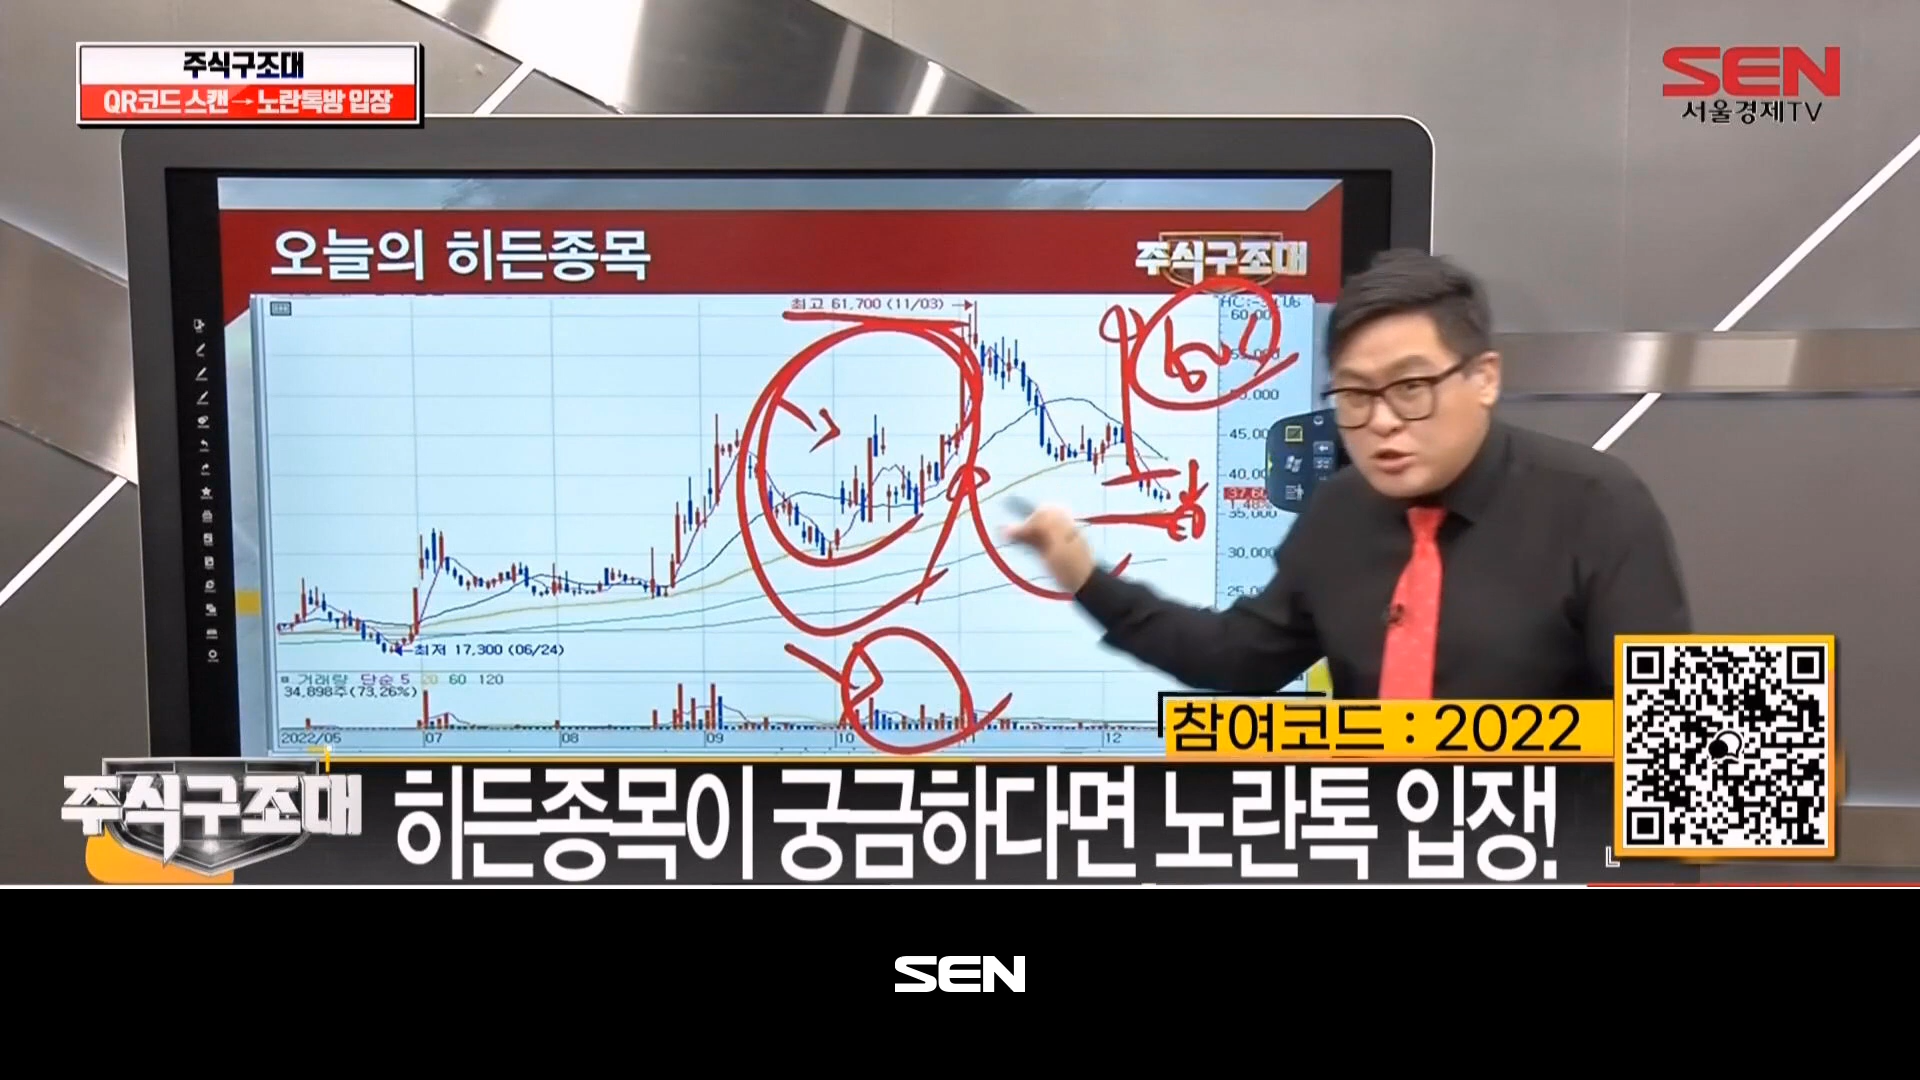 주식구조대
QR코드 스캔→노란톡방 입장
SEN
서울경제TV
오늘의 히든종목
주식구조대
최고 61,700 (11/03)
60,000
45,000
40,000
35,000
30,000
최저 17,300 (06/24)
거래량 단순 5 20 60 120
34,898주(73,26%)
2022/05 07 08 09 10 11 12
참여코드 : 2022
주식구조대
히든종목이 궁금하다면 노란톡 입장!
SEN